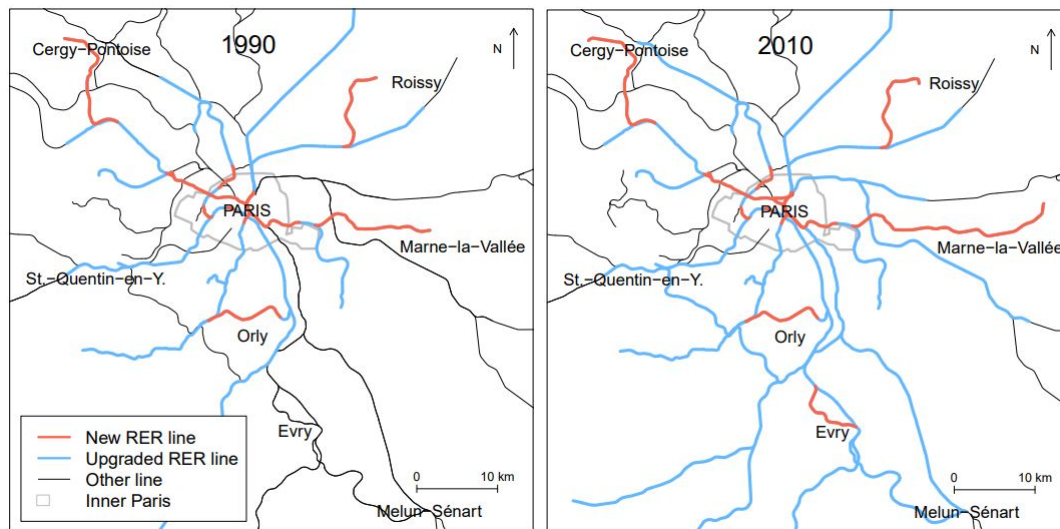 1990
Cergy−Pontoise
N
Roissy
PARIS
Marne−la−Vallée
St.−Quentin−en−Y.
Orly
Evry
New RER line
Upgraded RER line
Other line
Inner Paris
0 10 km
Melun−Sénart
2010
Cergy−Pontoise
N
Roissy
PARIS
Marne−la−Vallée
St.−Quentin−en−Y.
Orly
Evry
0 10 km
Melun−Sénart